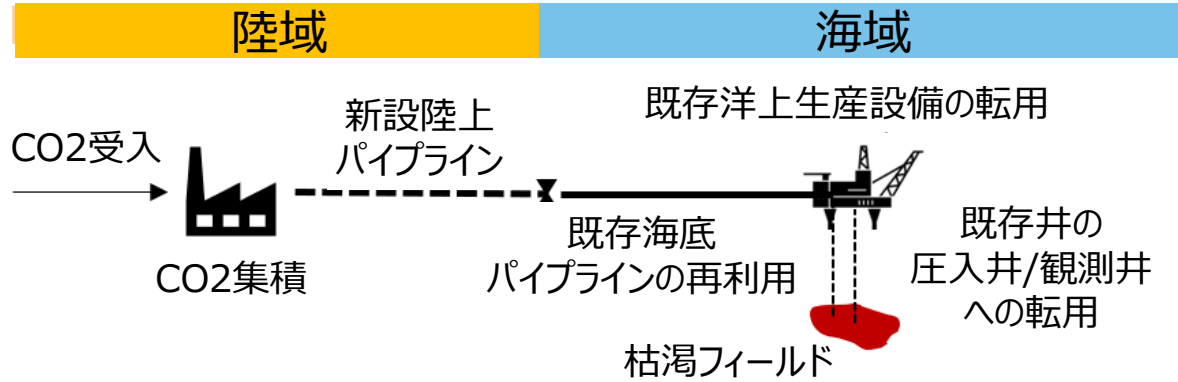 陸域
海域
既存洋上生産設備の転用
新設陸上
パイプライン
CO2受入
CO2集積
既存海底
パイプラインの再利用
既存井の
圧入井/観測井
への転用
枯渇フィールド